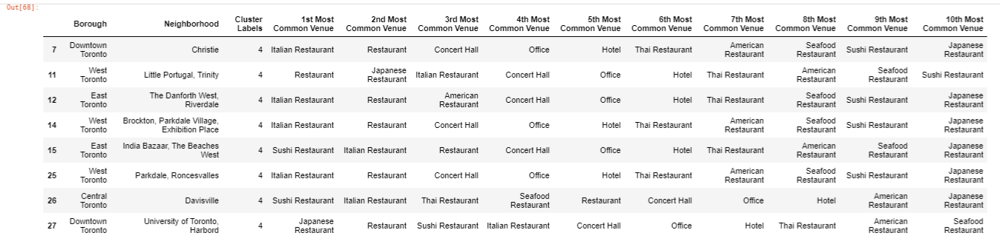 Out[68]:
Borough Neighborhood Cluster Labels 1st Most Common Venue 2nd Most Common Venue 3rd Most Common Venue 4th Most Common Venue 5th Most Common Venue 6th Most Common Venue 7th Most Common Venue 8th Most Common Venue 9th Most Common Venue 10th Most Common Venue
7 Downtown Toronto Christie 4 Italian Restaurant Restaurant Concert Hall Office Hotel Thai Restaurant American Restaurant Seafood Restaurant Sushi Restaurant Japanese Restaurant
11 West Toronto Little Portugal, Trinity 4 Restaurant Japanese Restaurant Italian Restaurant Concert Hall Office Hotel Thai Restaurant American Restaurant Seafood Restaurant Sushi Restaurant
12 East Toronto The Danforth West, Riverdale 4 Italian Restaurant Restaurant American Restaurant Concert Hall Office Hotel Thai Restaurant Seafood Restaurant Sushi Restaurant Japanese Restaurant
14 West Toronto Brockton, Parkdale Village, Exhibition Place 4 Italian Restaurant Restaurant Concert Hall Office Hotel Thai Restaurant American Restaurant Seafood Restaurant Sushi Restaurant Japanese Restaurant
15 East Toronto India Bazaar, The Beaches West 4 Sushi Restaurant Italian Restaurant Restaurant Concert Hall Office Hotel Thai Restaurant American Restaurant Seafood Restaurant Japanese Restaurant
25 West Toronto Parkdale, Roncesvalles 4 Italian Restaurant Restaurant Concert Hall Office Hotel Thai Restaurant American Restaurant Seafood Restaurant Sushi Restaurant Japanese Restaurant
26 Central Toronto Davisville 4 Sushi Restaurant Italian Restaurant Thai Restaurant Seafood Restaurant Restaurant Concert Hall Office Hotel American Restaurant Japanese Restaurant
27 Downtown Toronto University of Toronto, Harbord 4 Japanese Restaurant Restaurant Sushi Restaurant Italian Restaurant Concert Hall Office Hotel Thai Restaurant American Restaurant Seafood Restaurant